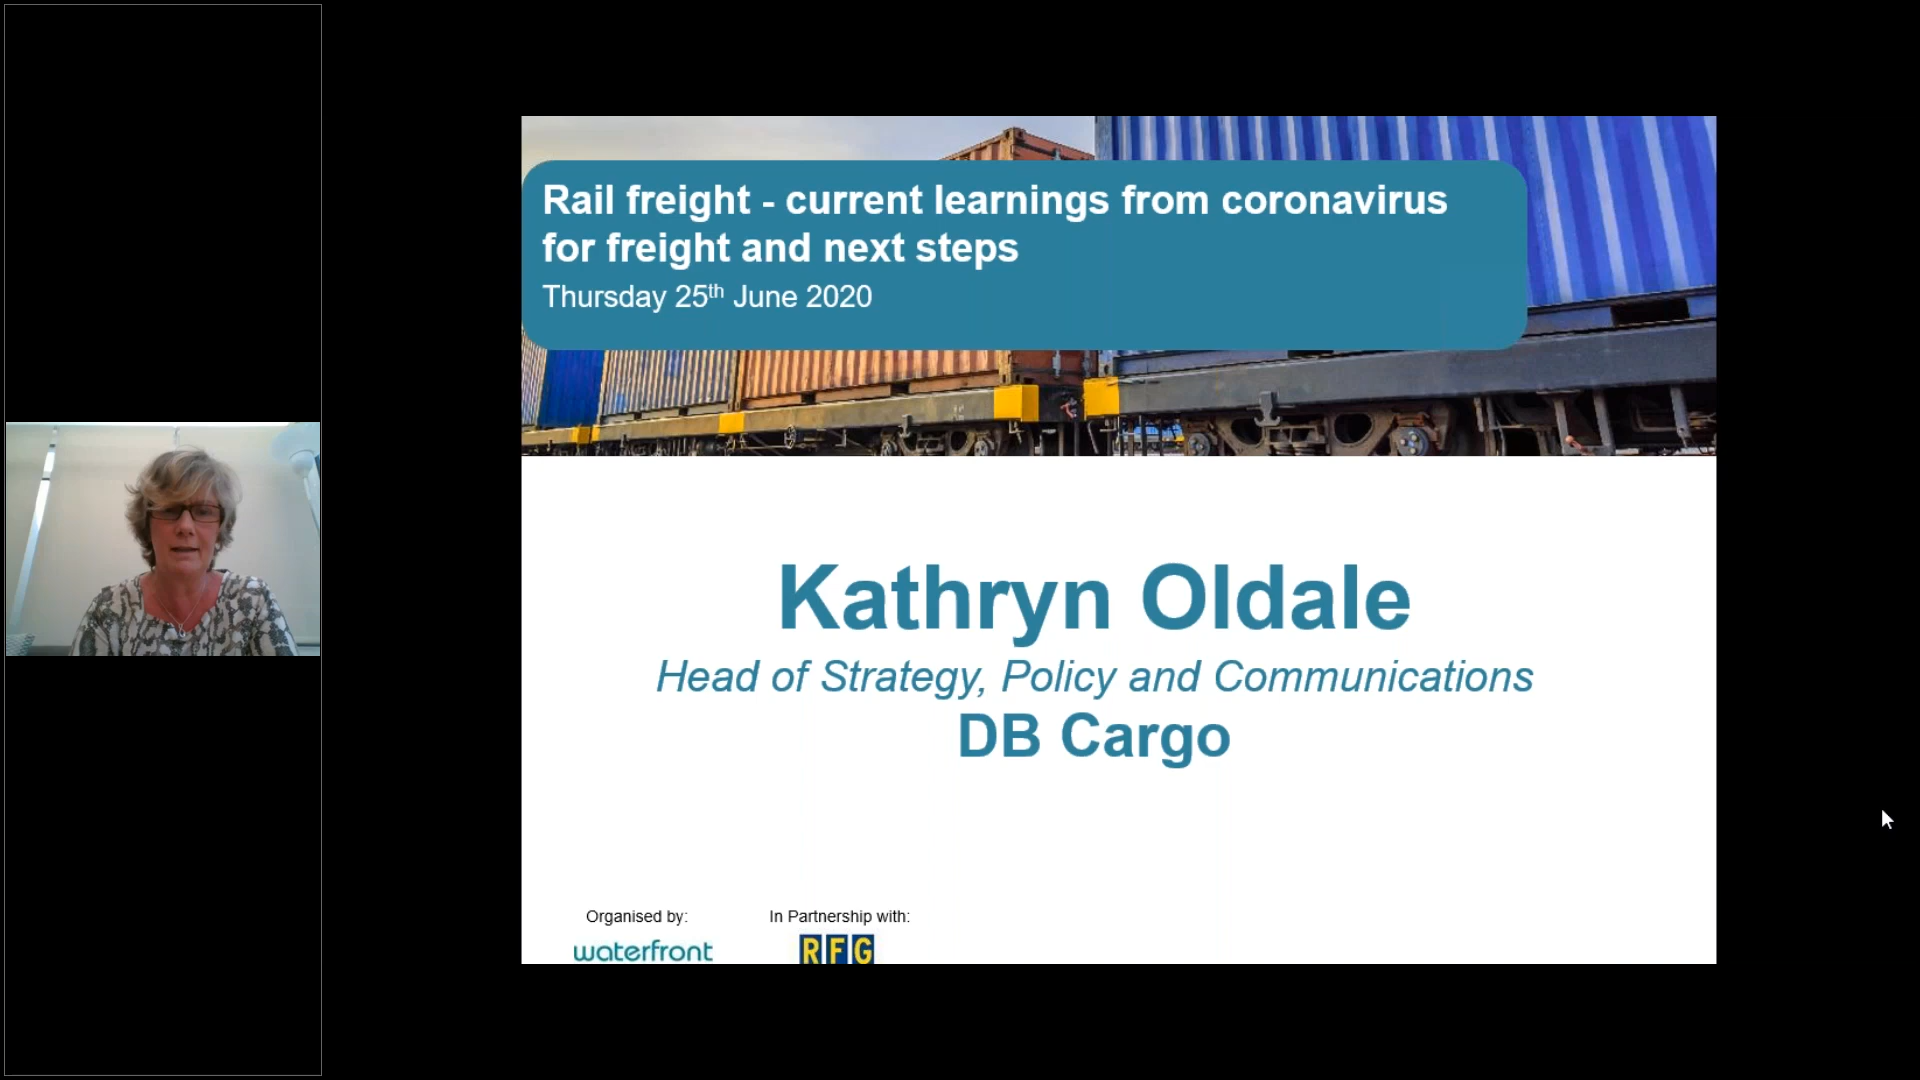 Rail freight - current learnings from coronavirus
for freight and next steps
Thursday 25th June 2020
Kathryn Oldale
Head of Strategy, Policy and Communications
DB Cargo
Organised by:
In Partnership with:
waterfront
RFG